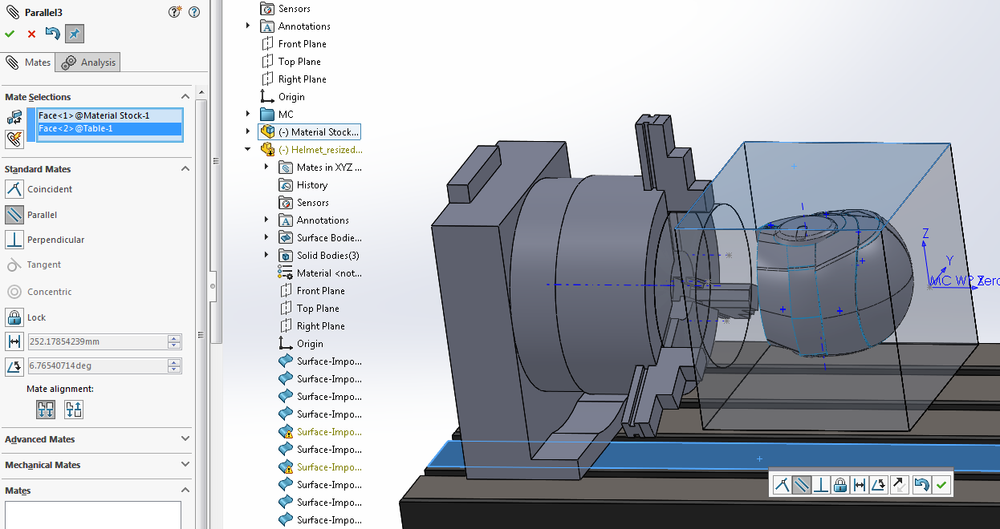 Parallel3
Mates
Analysis
Mate Selections
Face<1>@Material Stock-1
Face<2>@Table-1
Standard Mates
Coincident
Parallel
Perpendicular
Tangent
Concentric
Lock
252.17854239mm
6.76540714deg
Mate alignment:
Advanced Mates
Mechanical Mates
Mates
Sensors
Annotations
Front Plane
Top Plane
Right Plane
Origin
MC
(-) Material Stock...
(-) Helmet_resized...
Mates in XYZ ...
History
Sensors
Annotations
Surface Bodie...
Solid Bodies(3)
Material <not...
Front Plane
Top Plane
Right Plane
Origin
Surface-Impo...
Surface-Impo...
Surface-Impo...
Surface-Impo...
Surface-Impo...
Surface-Impo...
Surface-Impo...
Surface-Impo...
Surface-Impo...
Surface-Impo...
Z
Y
MC WP Zero